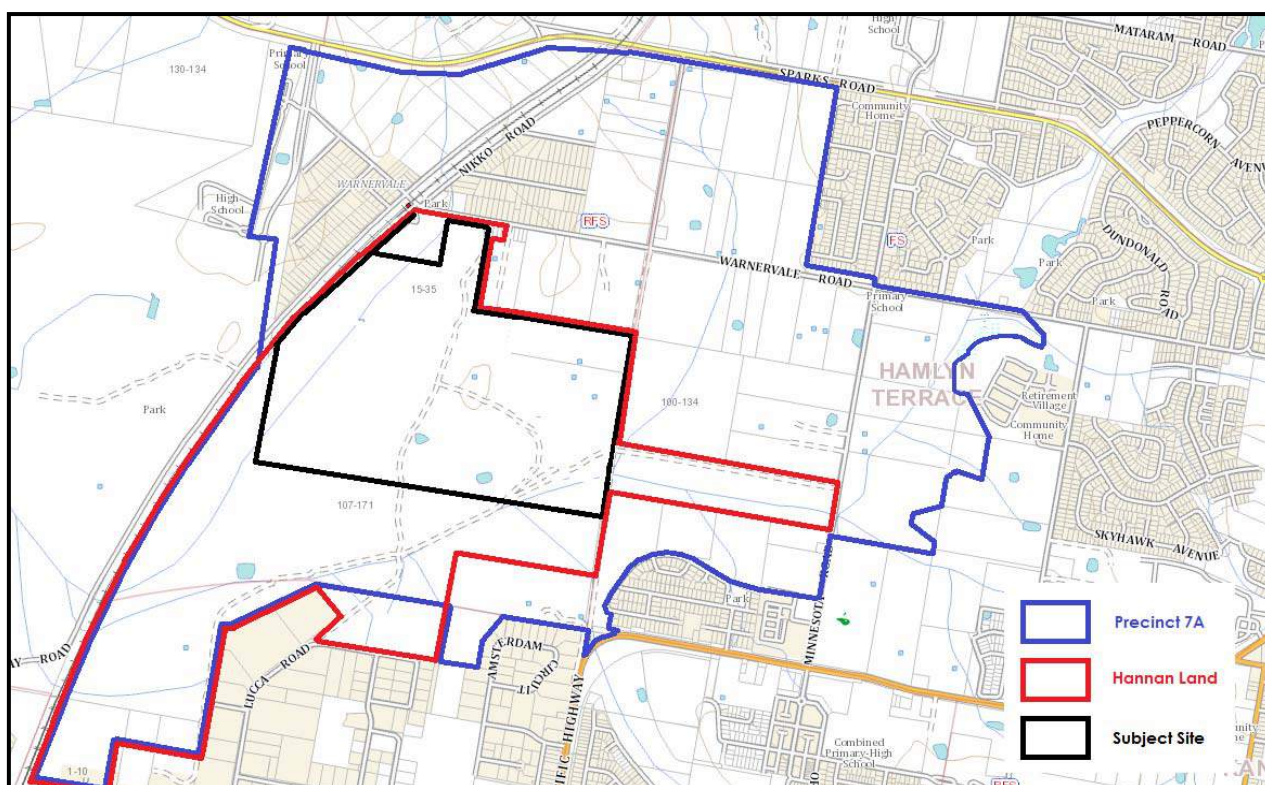 High
School
MATARAM ROAD
Primary
School
130-134
SPARKS ROAD
Community
Home
NIKKO ROAD
PEPPERCORN
WARNERVALE
High
School
Park
RFS
FS
Park
DUNDONALD
ROAD
Park
WARNERVALE ROAD
Primary
School
Park
15-35
HAMLYN
TERRACE
Retirement
Village
Community
Home
100-134
Park
107-171
SKYHAWK AVENUE
Park
MINNESOTA ROAD
ROAD
LUCCA ROAD
AMSTERDAM
CIRCUIT
HIGHWAY
1-10
Combined
Primary-High
School
RFS
Precinct 7A
Hannan Land
Subject Site